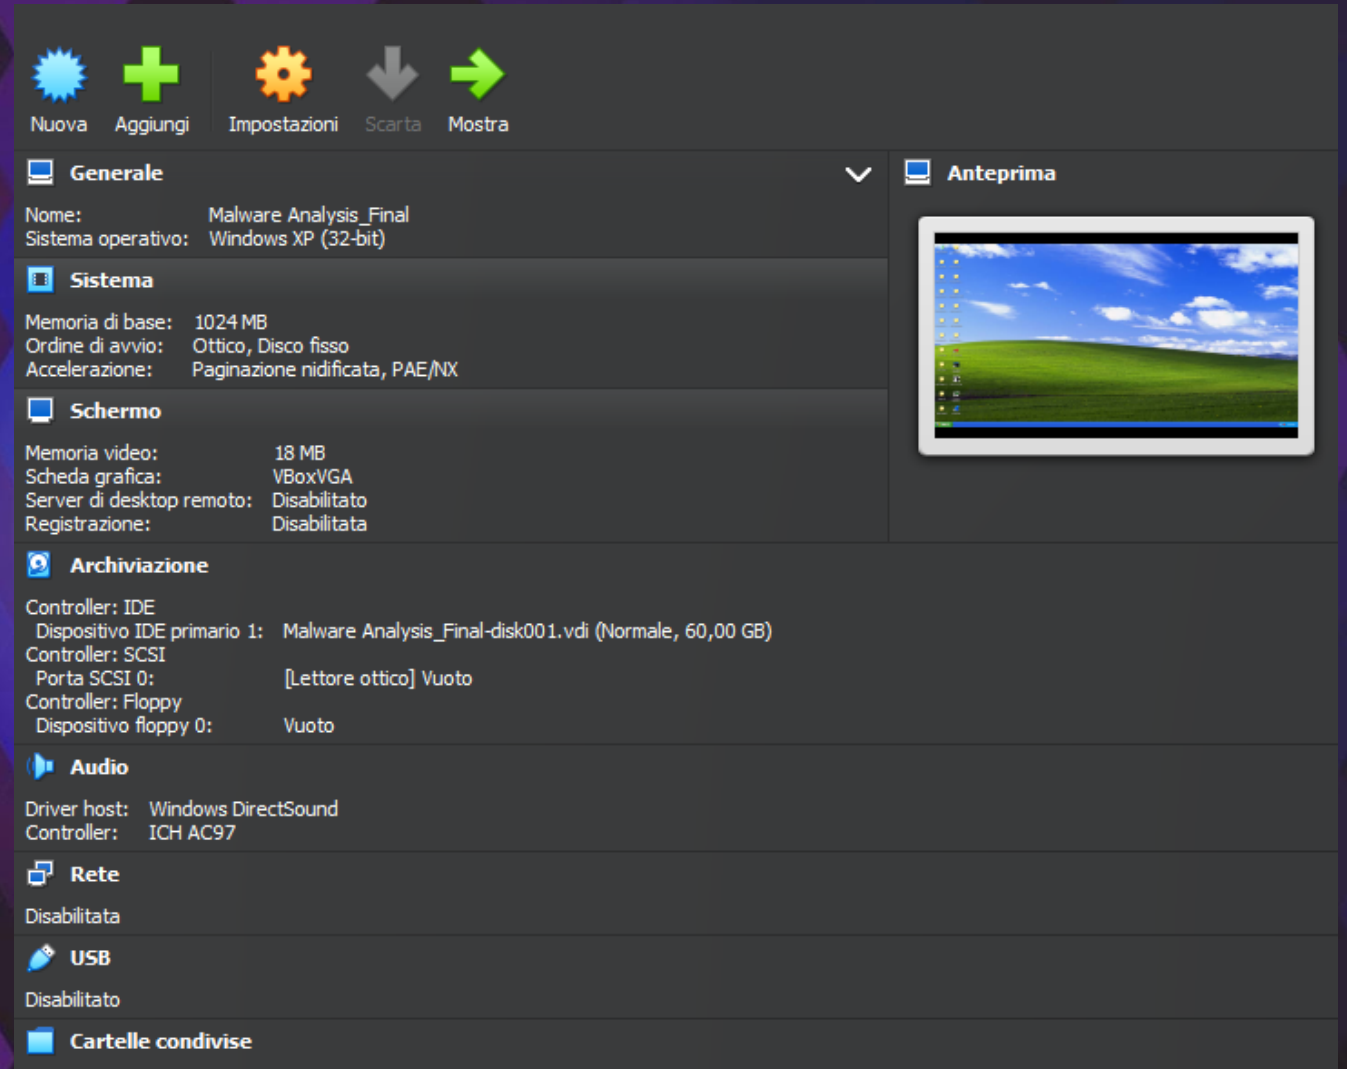 Nuova Aggiungi Impostazioni Scarta Mostra
Generale
Nome: Malware Analysis_Final
Sistema operativo: Windows XP (32-bit)
Sistema
Memoria di base: 1024 MB
Ordine di avvio: Ottico, Disco fisso
Accelerazione: Paginazione nidificata, PAE/NX
Schermo
Memoria video: 18 MB
Scheda grafica: VBoxVGA
Server di desktop remoto: Disabilitato
Registrazione: Disabilitata
Anteprima
Archiviazione
Controller: IDE
Dispositivo IDE primario 1: Malware Analysis_Final-disk001.vdi (Normale, 60,00 GB)
Controller: SCSI
Porta SCSI 0: [Lettore ottico] Vuoto
Controller: Floppy
Dispositivo floppy 0: Vuoto
Audio
Driver host: Windows DirectSound
Controller: ICH AC97
Rete
Disabilitata
USB
Disabilitato
Cartelle condivise